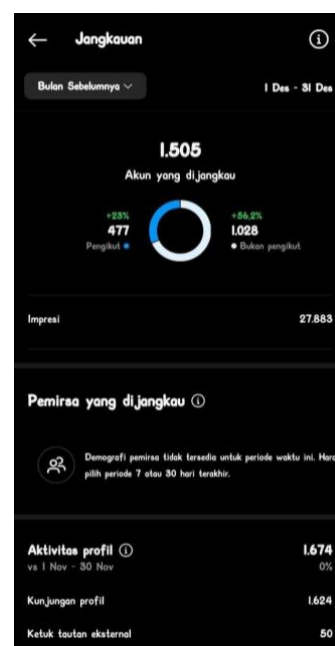 Jangkauan
Bulan Sebelumnya
1 Des - 31 Des
1.505
Akun yang dijangkau
+23%
477
Pengikut
+56,2%
1.028
Bukan pengikut
Impresi
27.883
Pemirsa yang dijangkau
Demografi pemirsa tidak tersedia untuk periode waktu ini. Hara
pilih periode 7 atau 30 hari terakhir.
Aktivitas profil
1.674
vs 1 Nov - 30 Nov
0%
Kunjungan profil
1.624
Ketuk tautan eksternal
50